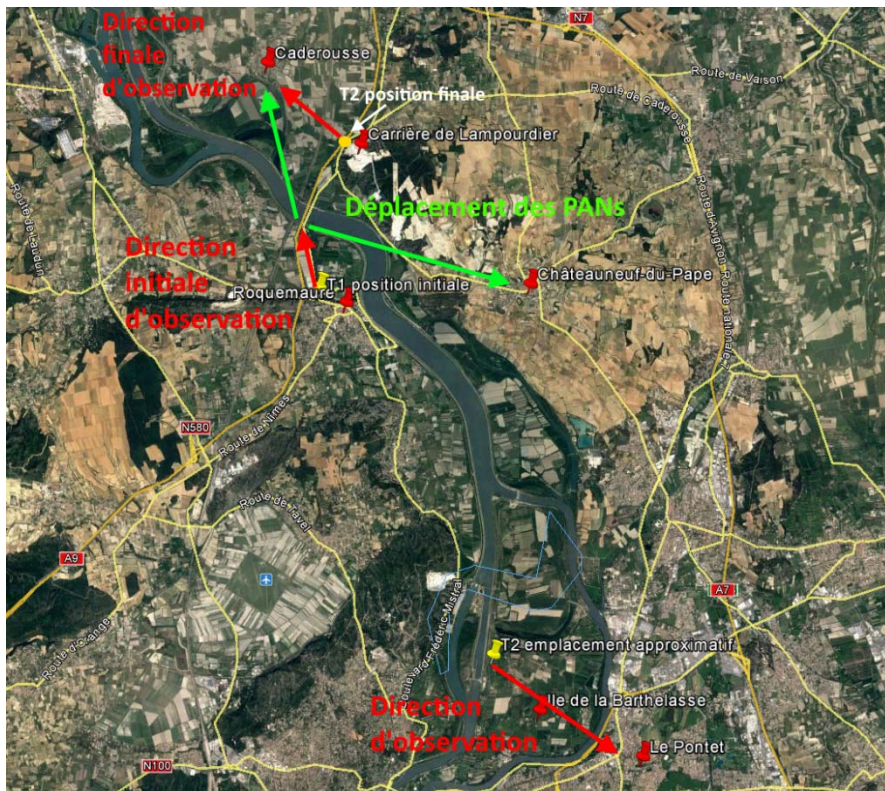 Direction
finale
d'observation
Caderousse
N7
Route de Vaison
Route de Caderousse
T2 position finale
Carrière de Lampourdier
Route de Laudun
Déplacement des PANs
Route d'Avignon
Route nationale
Direction
initiale
d'observation
Châteauneuf-du-Pape
T1 position initiale
Roquemaure
N580
Route de Nîmes
Route de Tavel
A9
A7
Route d'Orange
Boulevard Frédéric Mistral
T2 emplacement approximatif
Ile de la Barthelasse
Direction
d'observation
Le Pontet
N100